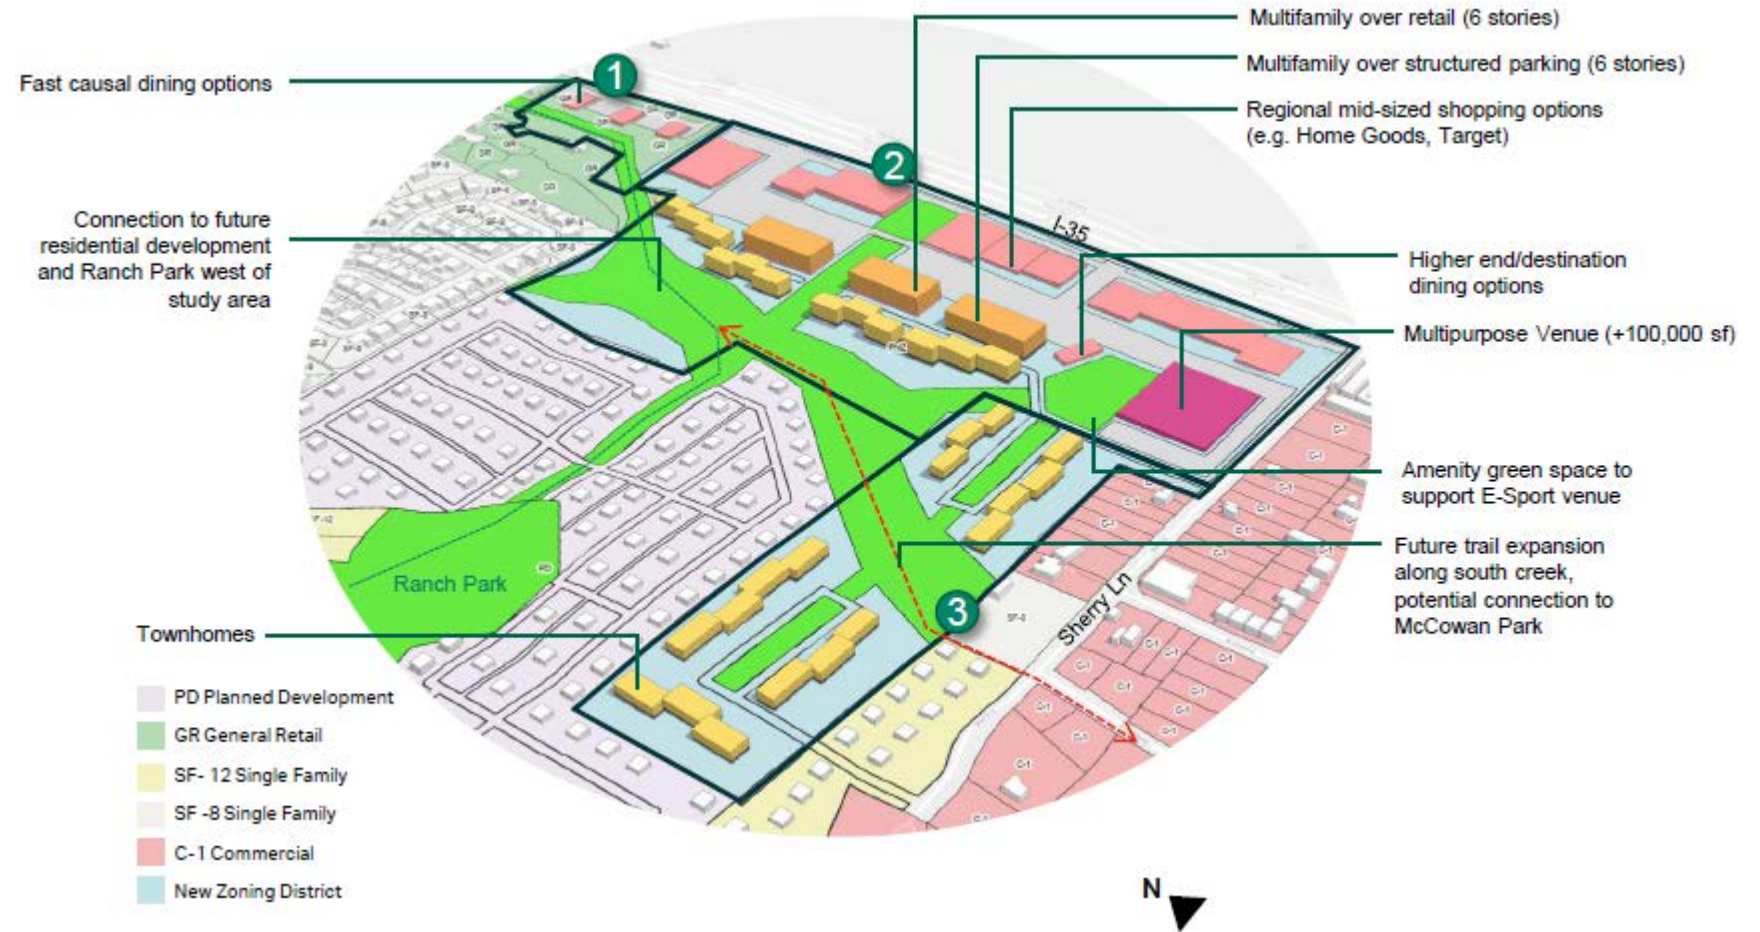 Multifamily over retail (6 stories)
Multifamily over structured parking (6 stories)
Regional mid-sized shopping options
(e.g. Home Goods, Target)
Fast causal dining options
1
2
I-35
Connection to future
residential development
and Ranch Park west of
study area
Higher end/destination
dining options
Multipurpose Venue (+100,000 sf)
Amenity green space to
support E-Sport venue
Future trail expansion
along south creek,
potential connection to
McCowan Park
Ranch Park
3
Sherry Ln
Townhomes
PD Planned Development
GR General Retail
SF- 12 Single Family
SF -8 Single Family
C-1 Commercial
New Zoning District
N